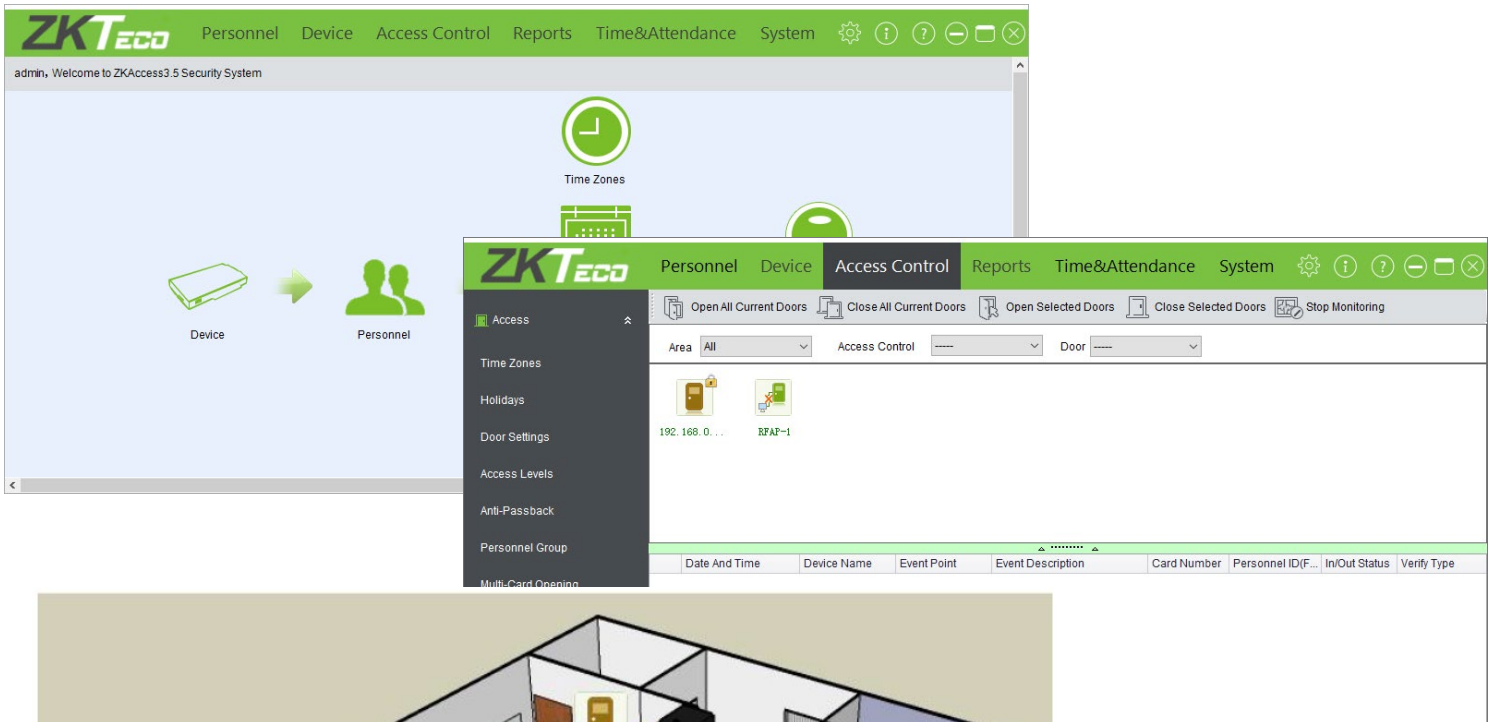 ZKTECO Personnel Device Access Control Reports Time&Attendance System
admin, Welcome to ZKAccess3.5 Security System
Time Zones
Device
Personnel
ZKTECO Personnel Device Access Control Reports Time&Attendance System
Open All Current Doors Close All Current Doors Open Selected Doors Close Selected Doors Stop Monitoring
Access
Area All Access Control ----- Door -----
Time Zones
Holidays
192.168.0... RFAP-1
Door Settings
Access Levels
Anti-Passback
Personnel Group
Date And Time Device Name Event Point Event Description Card Number Personnel ID(F... In/Out Status Verify Type
Multi-Card Opening